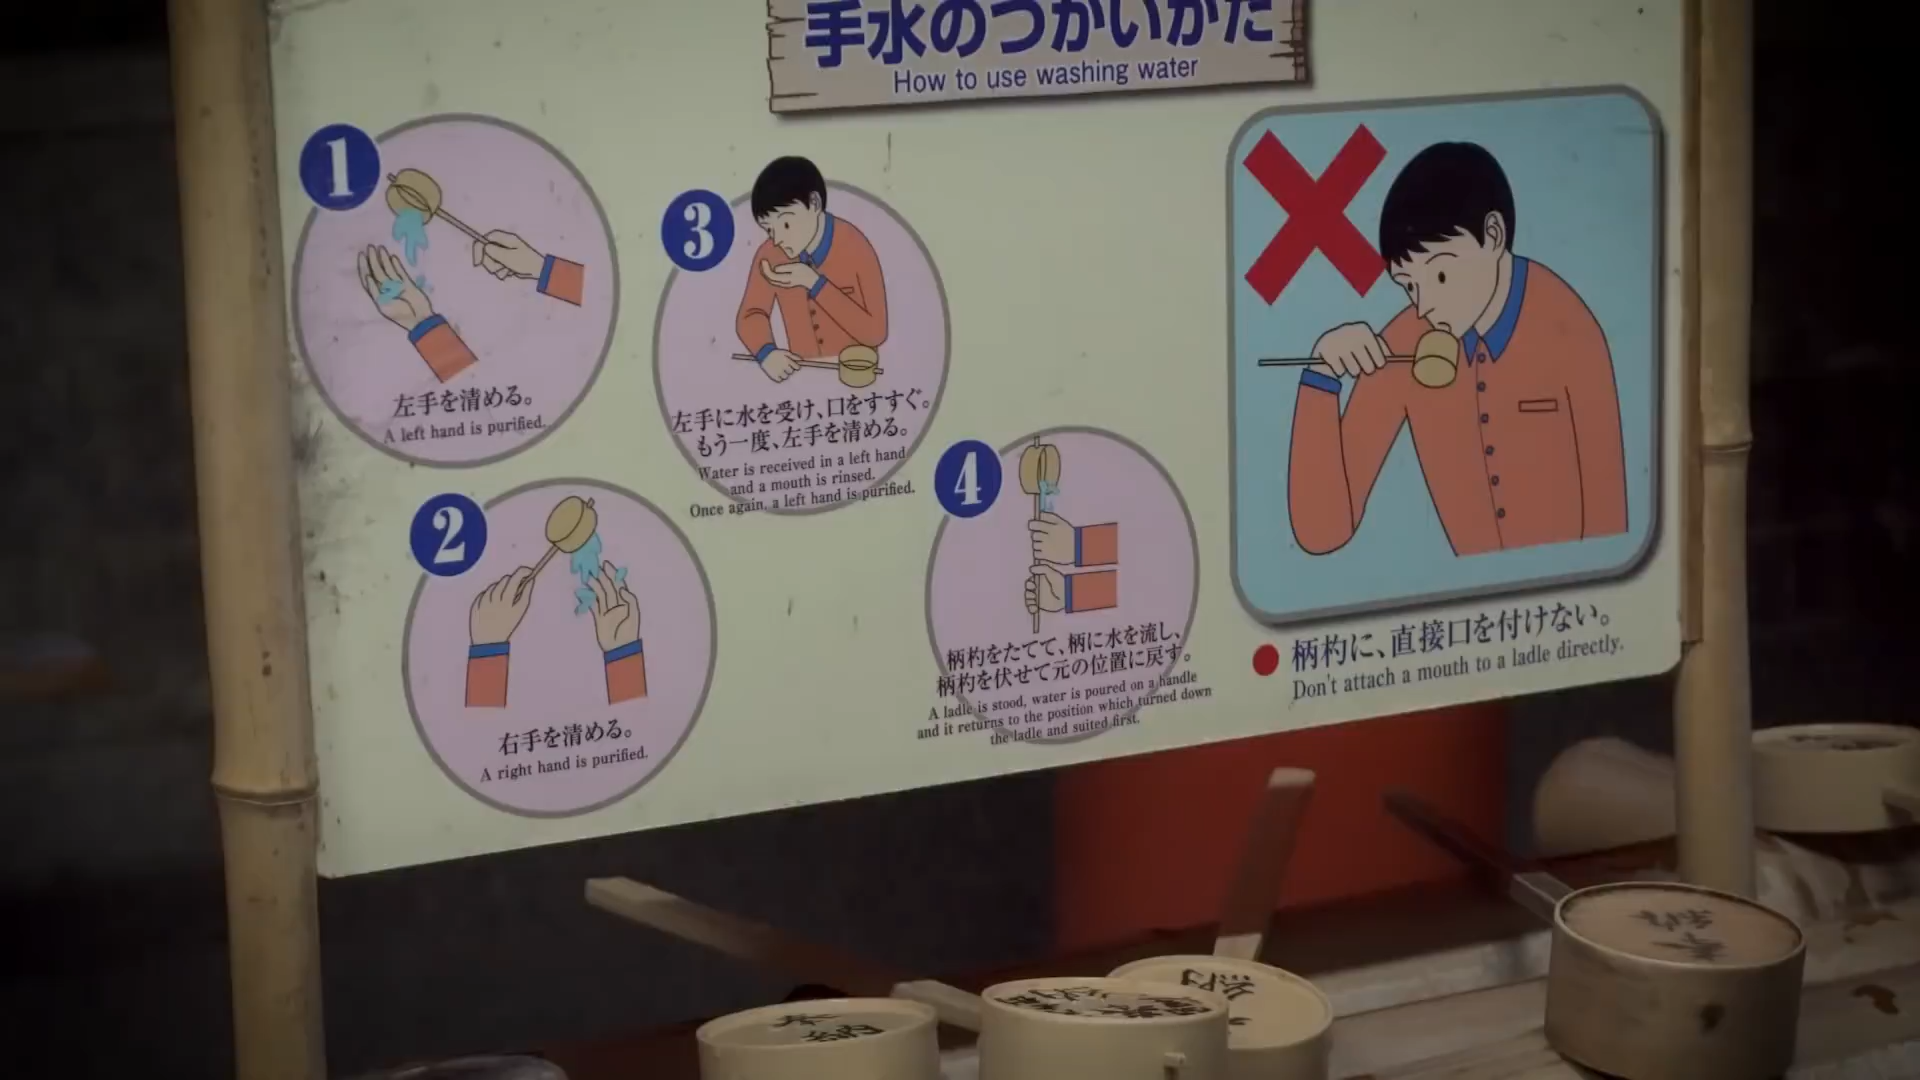 手水のつかいかた
How to use washing water
1
左手を清める。
A left hand is purified.
2
右手を清める。
A right hand is purified.
3
左手に水を受け、口をすすぐ。
もう一度、左手を清める。
Water is received in a left hand
and a mouth is rinsed.
Once again, a left hand is purified.
4
柄杓をたてて、柄に水を流し、
柄杓を伏せて元の位置に戻す。
A ladle is stood, water is poured on a handle
and it returns to the position which turned down
the ladle and suited first.
柄杓に、直接口を付けない。
Don't attach a mouth to a ladle directly.